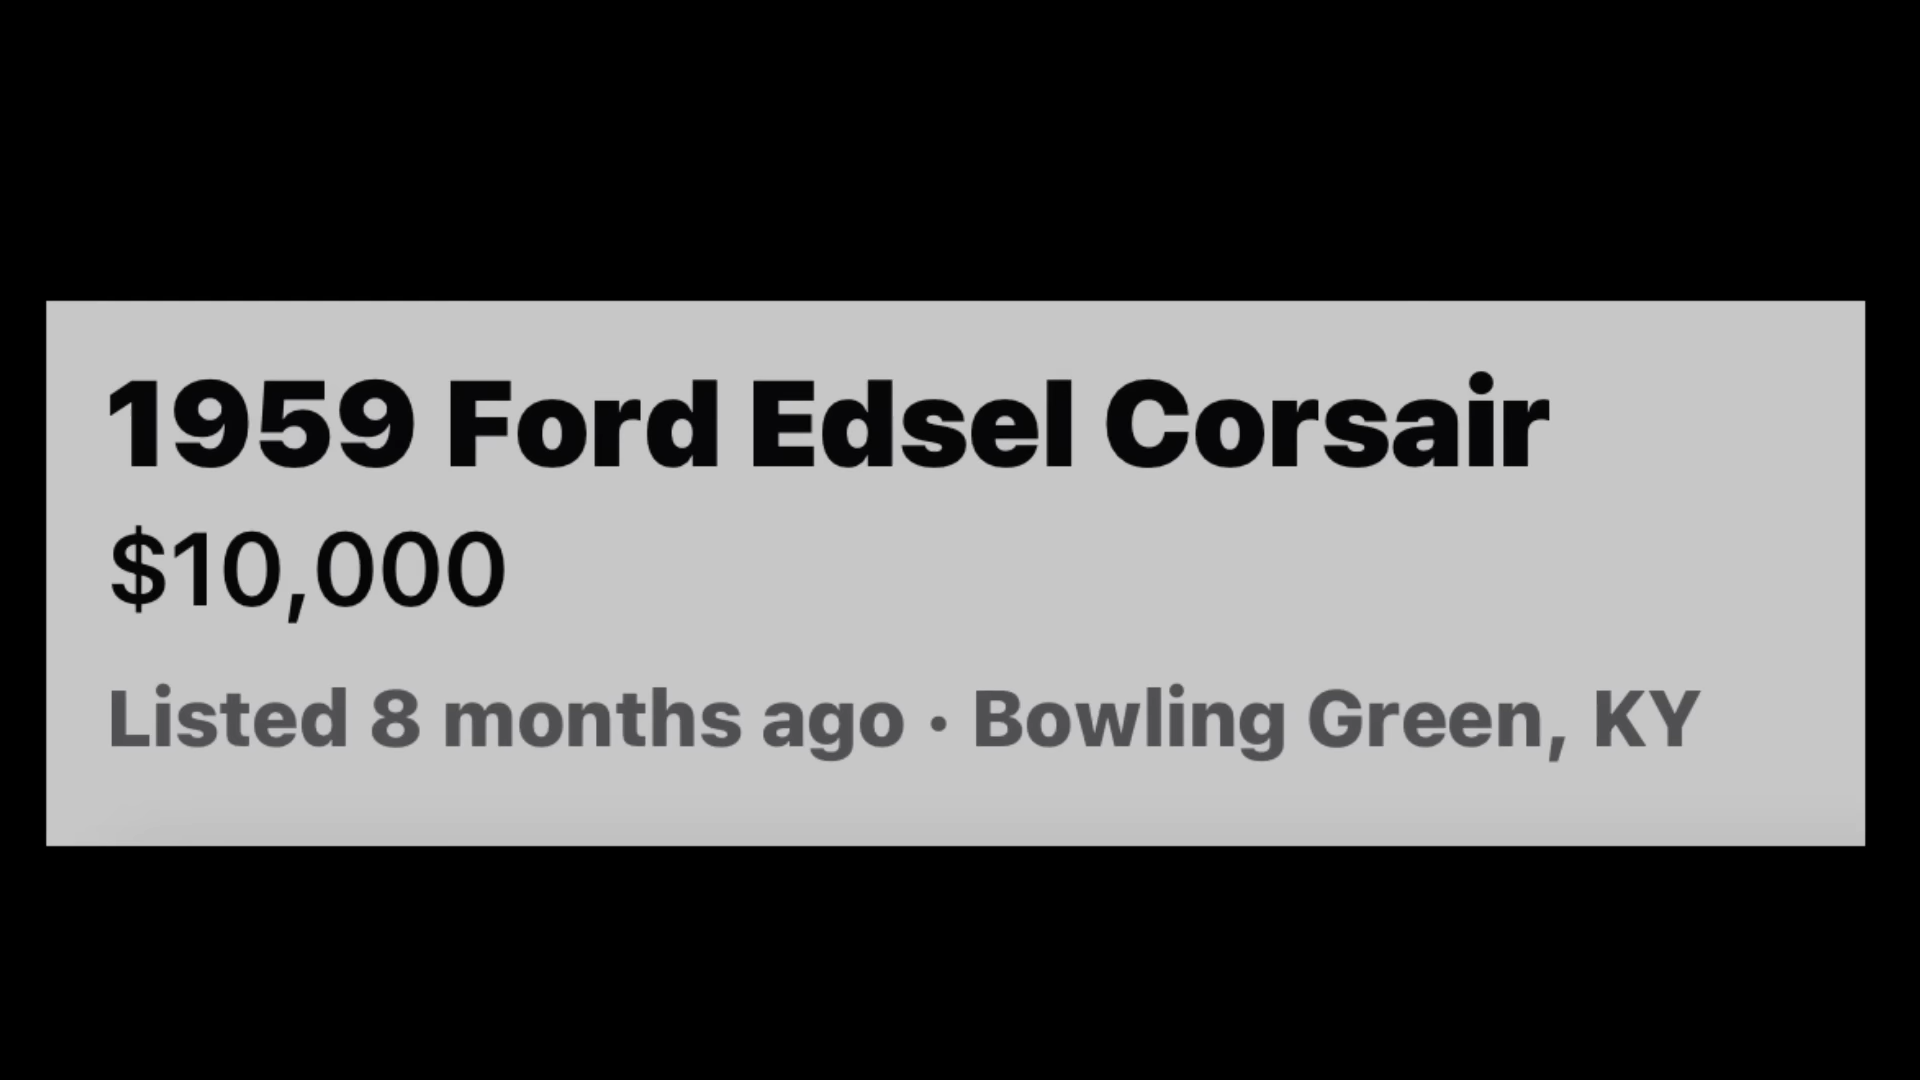 1959 Ford Edsel Corsair
$10,000
Listed 8 months ago · Bowling Green, KY